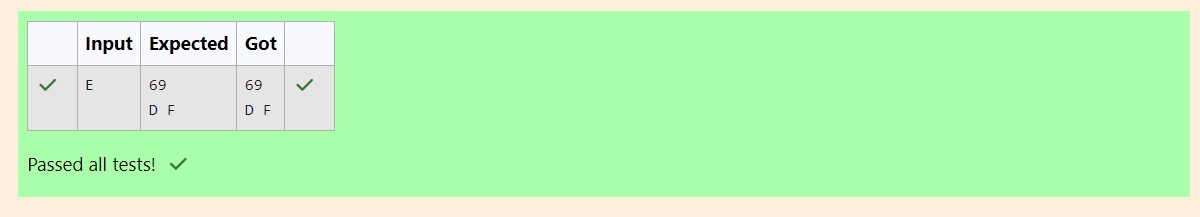 Input Expected Got
E 69 69
D F D F
Passed all tests!